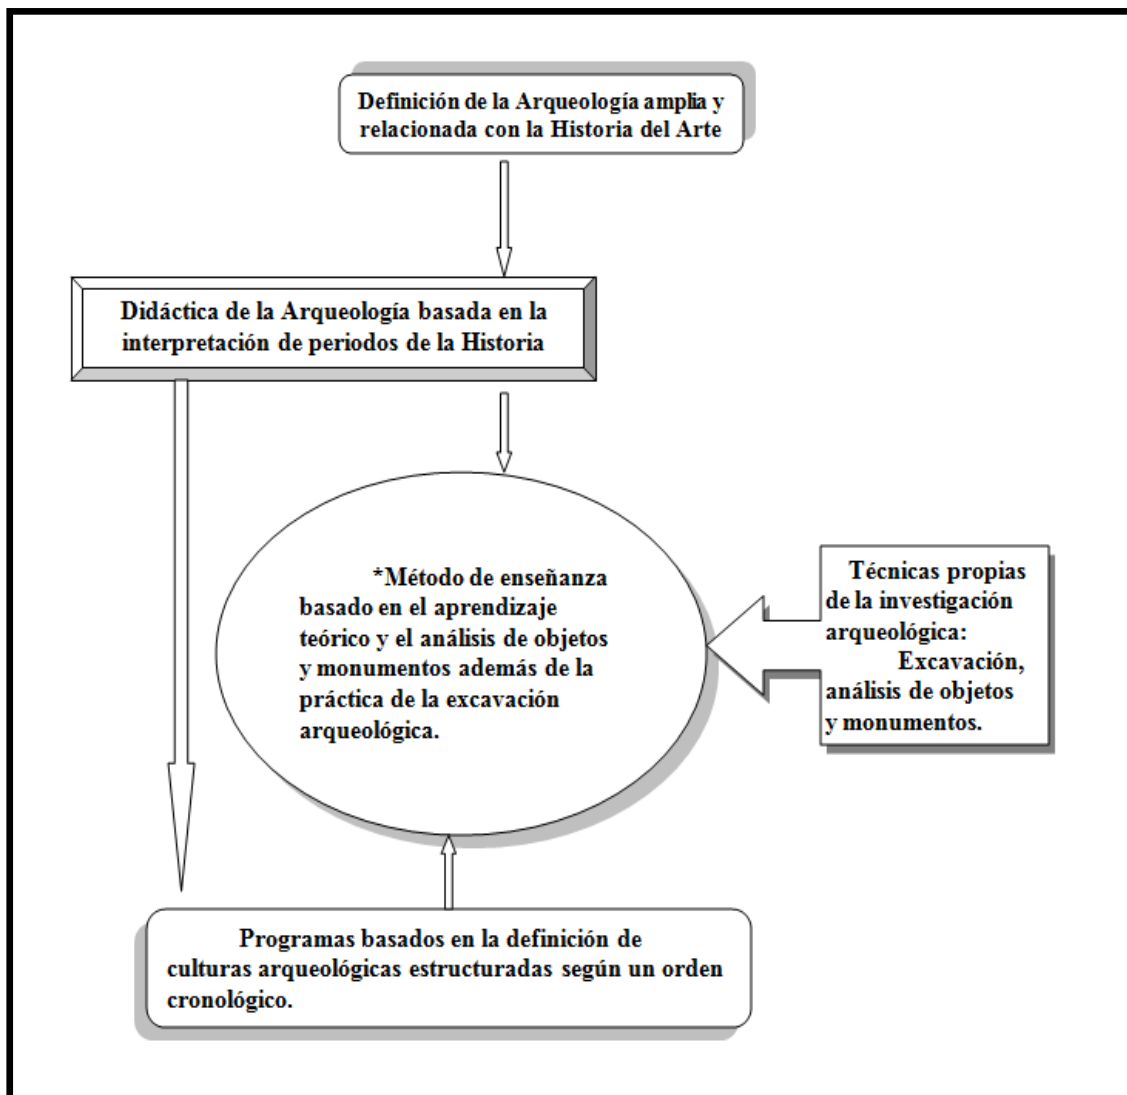 Definición de la Arqueología amplia y
relacionada con la Historia del Arte
Didáctica de la Arqueología basada en la
interpretación de periodos de la Historia
*Método de enseñanza
basado en el aprendizaje
teórico y el análisis de objetos
y monumentos además de la
práctica de la excavación
arqueológica.
Técnicas propias
de la investigación
arqueológica:
Excavación,
análisis de objetos
y monumentos.
Programas basados en la definición de
culturas arqueológicas estructuradas según un orden
cronológico.